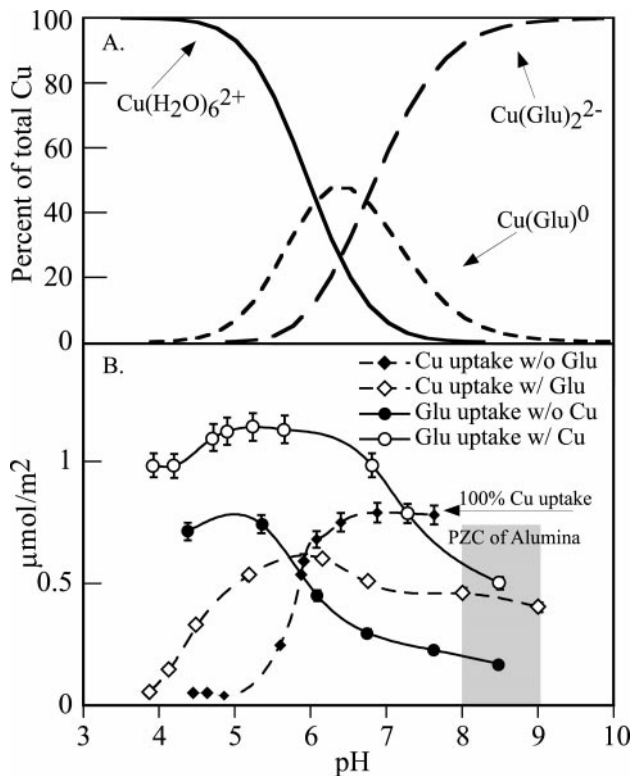 100
A.
80
60
40
20
0
Percent of total Cu
Cu(H2O)6 2+
Cu(Glu)2 2-
Cu(Glu)0
B.
Cu uptake w/o Glu
Cu uptake w/ Glu
Glu uptake w/o Cu
Glu uptake w/ Cu
1
0.5
0
μmol/m2
100% Cu uptake
PZC of Alumina
3 4 5 6 7 8 9 10
pH